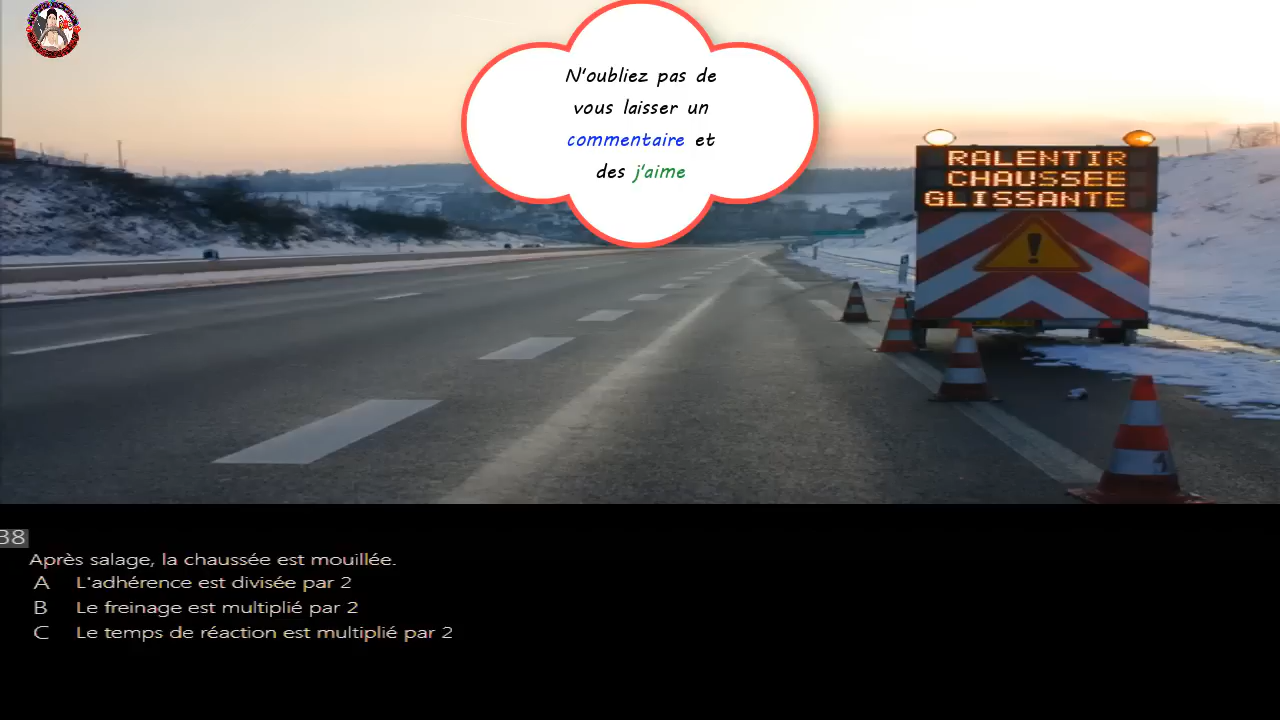 N'oubliez pas de
vous laisser un
commentaire et
des j'aime
RALENTIR
CHAUSSEE
GLISSANTE
38
Après salage, la chaussée est mouillée.
A L'adhérence est divisée par 2
B Le freinage est multiplié par 2
C Le temps de réaction est multiplié par 2